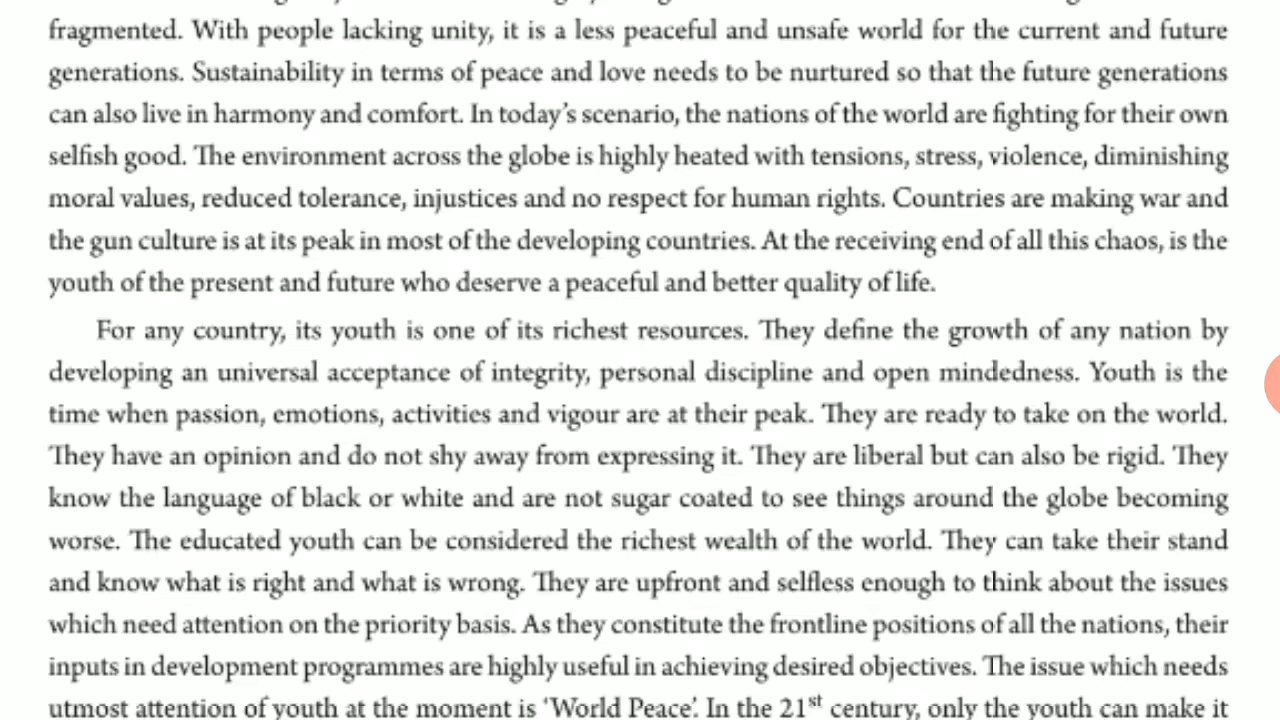 fragmented. With people lacking unity, it is a less peaceful and unsafe world for the current and future
generations. Sustainability in terms of peace and love needs to be nurtured so that the future generations
can also live in harmony and comfort. In today’s scenario, the nations of the world are fighting for their own
selfish good. The environment across the globe is highly heated with tensions, stress, violence, diminishing
moral values, reduced tolerance, injustices and no respect for human rights. Countries are making war and
the gun culture is at its peak in most of the developing countries. At the receiving end of all this chaos, is the
youth of the present and future who deserve a peaceful and better quality of life.
For any country, its youth is one of its richest resources. They define the growth of any nation by
developing an universal acceptance of integrity, personal discipline and open mindedness. Youth is the
time when passion, emotions, activities and vigour are at their peak. They are ready to take on the world.
They have an opinion and do not shy away from expressing it. They are liberal but can also be rigid. They
know the language of black or white and are not sugar coated to see things around the globe becoming
worse. The educated youth can be considered the richest wealth of the world. They can take their stand
and know what is right and what is wrong. They are upfront and selfless enough to think about the issues
which need attention on the priority basis. As they constitute the frontline positions of all the nations, their
inputs in development programmes are highly useful in achieving desired objectives. The issue which needs
utmost attention of youth at the moment is ‘World Peace’. In the 21st century, only the youth can make it